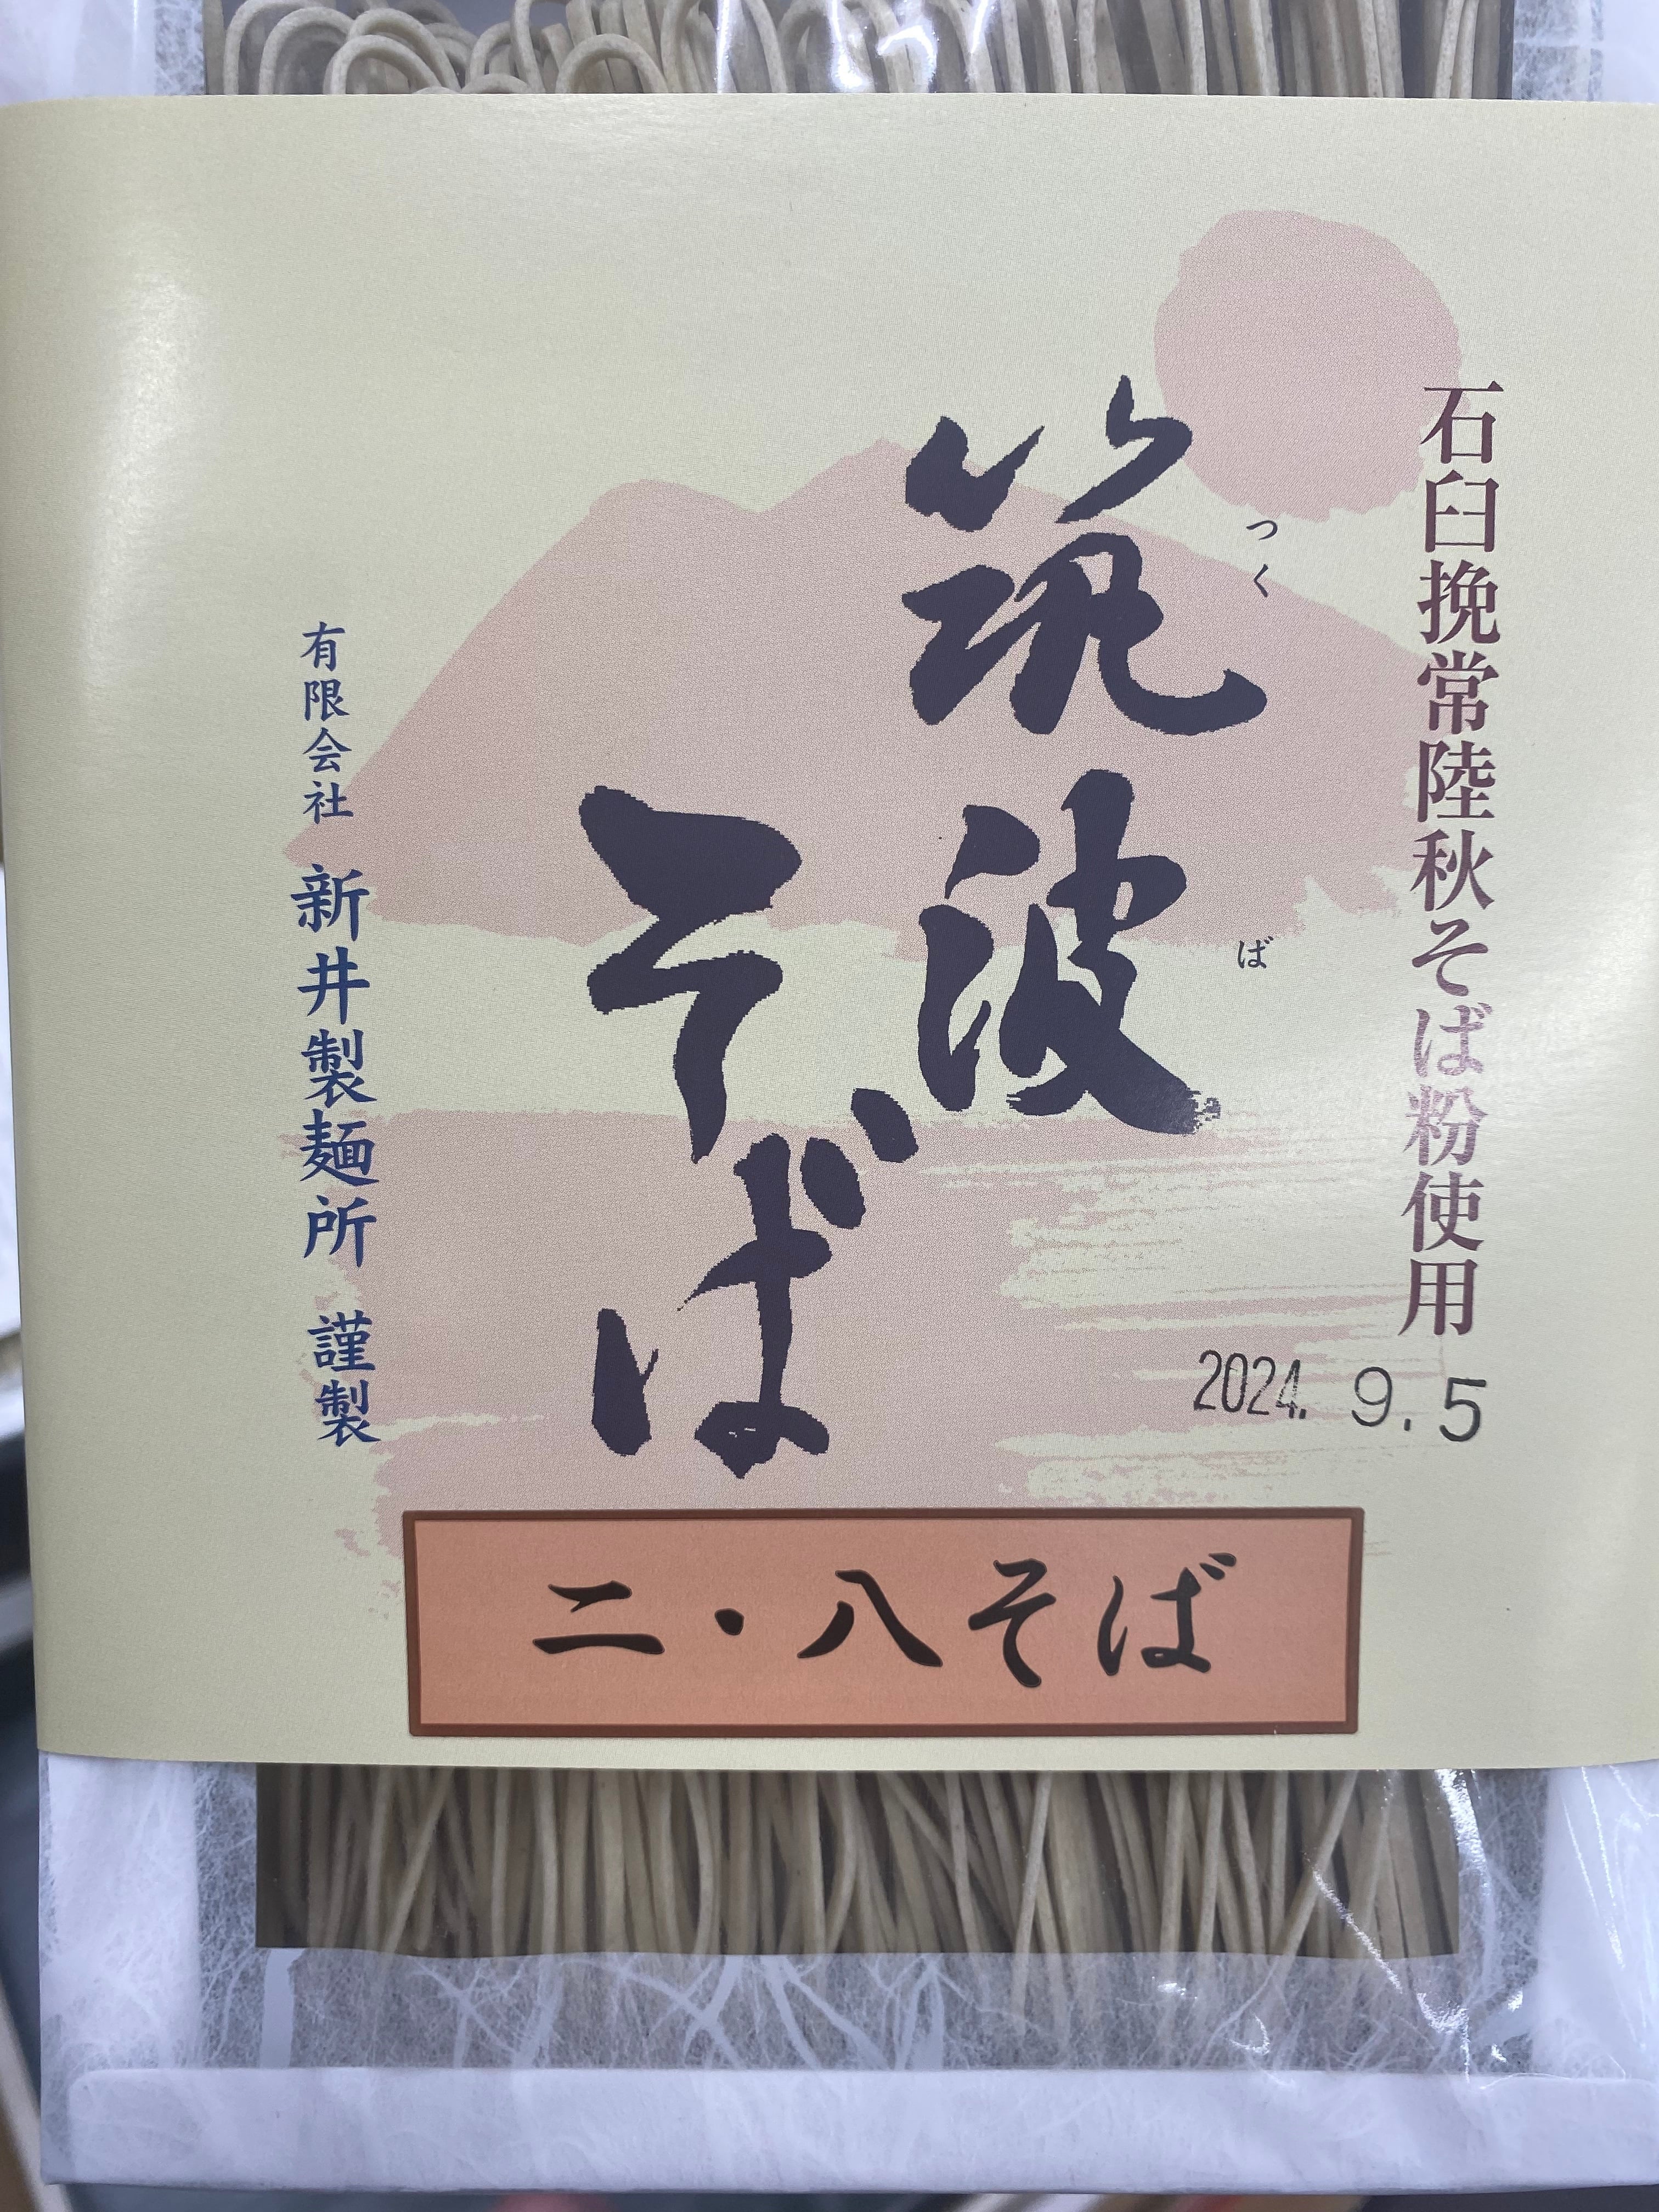 石臼挽常陸秋そば粉使用
筑波
つくば
そば
有限会社 新井製麺所 謹製
2024. 9. 5
二・八そば